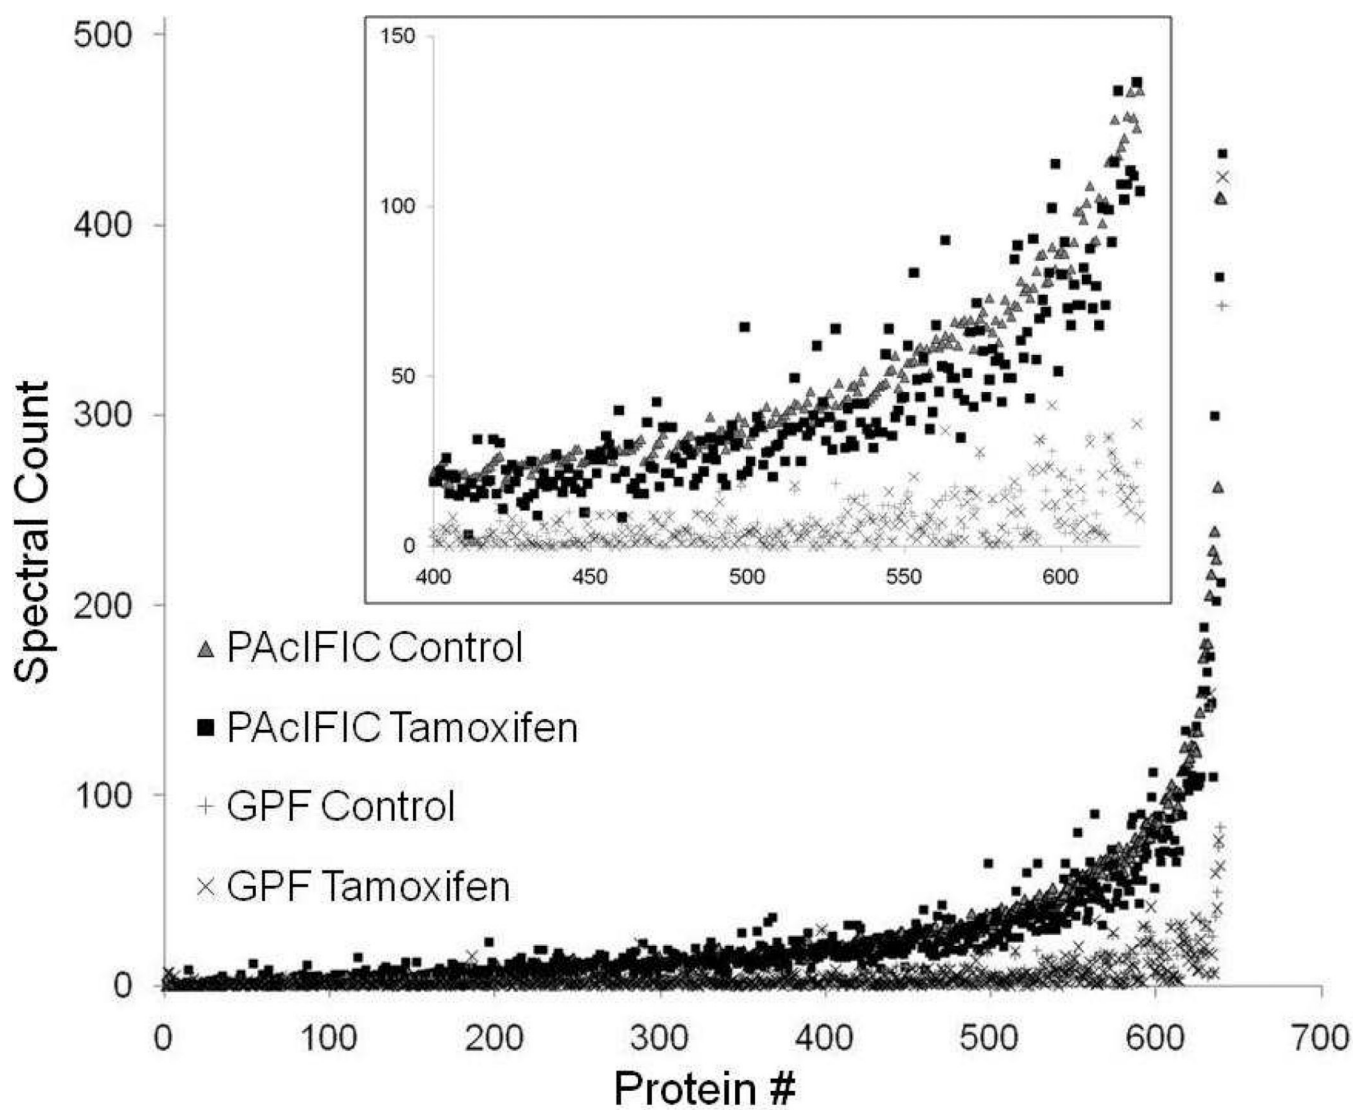 500
400
300
200
100
0
Spectral Count
150
100
50
0
400 450 500 550 600
PAcIFIC Control
PAcIFIC Tamoxifen
GPF Control
GPF Tamoxifen
0 100 200 300 400 500 600 700
Protein #